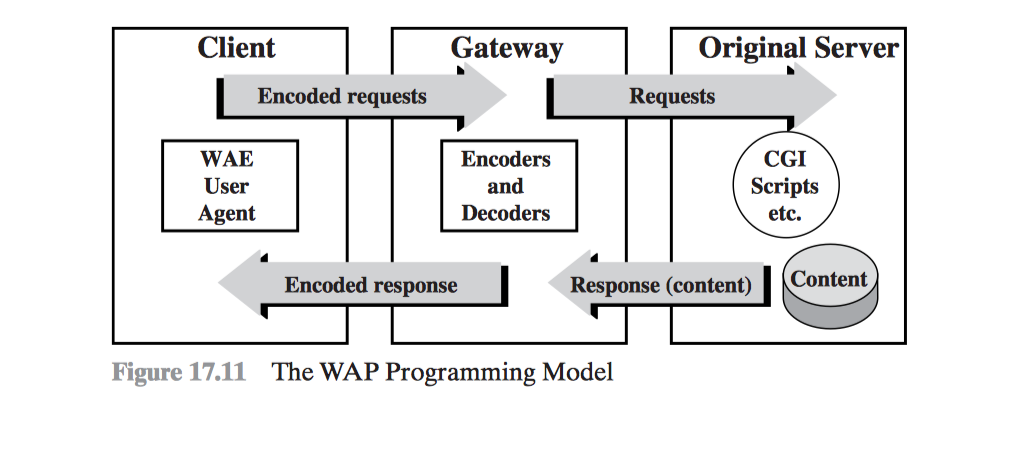 Client
Gateway
Original Server
Encoded requests
Requests
WAE
User
Agent
Encoders
and
Decoders
CGI
Scripts
etc.
Encoded response
Response (content)
Content
Figure 17.11 The WAP Programming Model